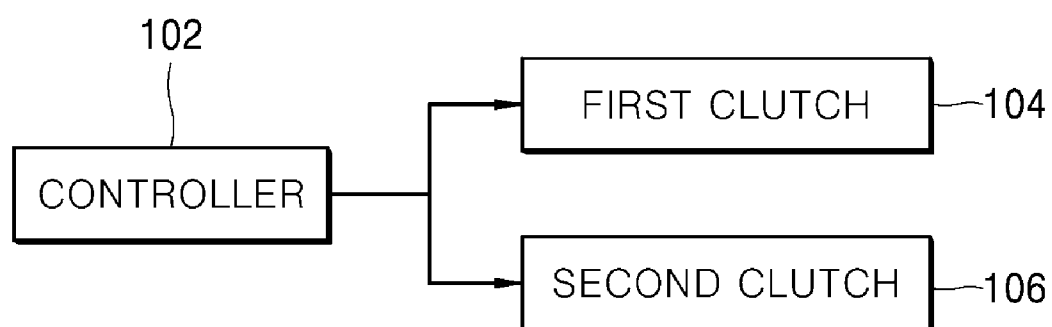 102
FIRST CLUTCH
104
CONTROLLER
SECOND CLUTCH
106